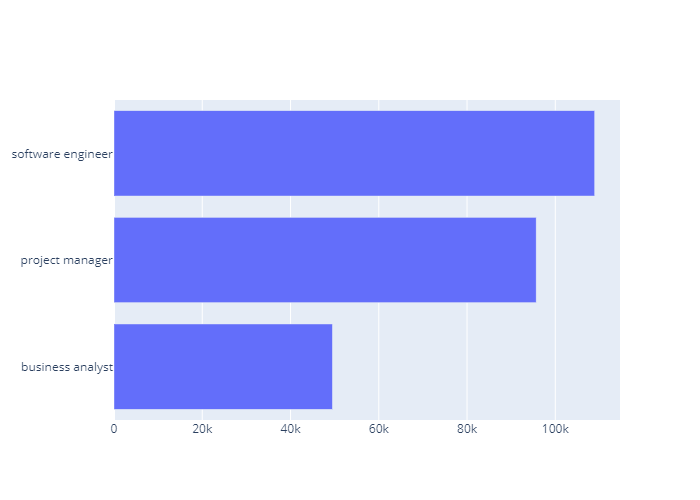 software engineer
project manager
business analyst
0 20k 40k 60k 80k 100k